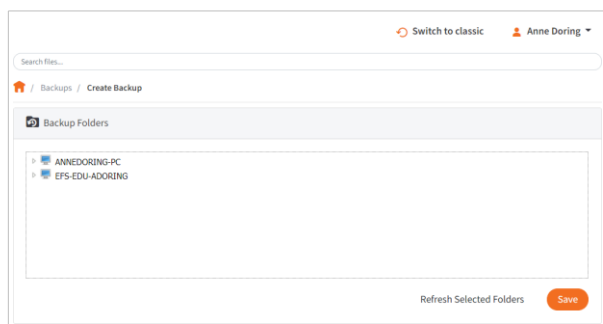 Switch to classic Anne Doring
Search files...
/ Backups / Create Backup
Backup Folders
ANNEDORING-PC
EFS-EDU-ADORING
Refresh Selected Folders Save